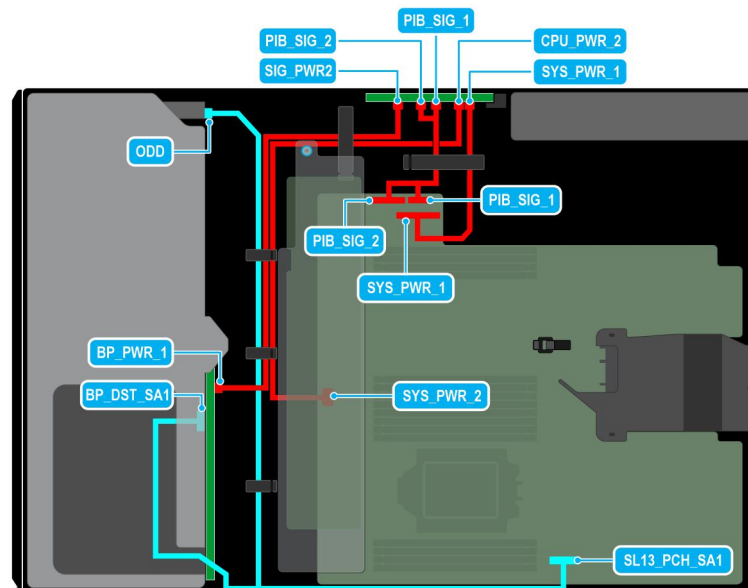 PIB_SIG_1
PIB_SIG_2
CPU_PWR_2
SIG_PWR2
SYS_PWR_1
ODD
PIB_SIG_1
PIB_SIG_2
SYS_PWR_1
BP_PWR_1
BP_DST_SA1
SYS_PWR_2
SL13_PCH_SA1